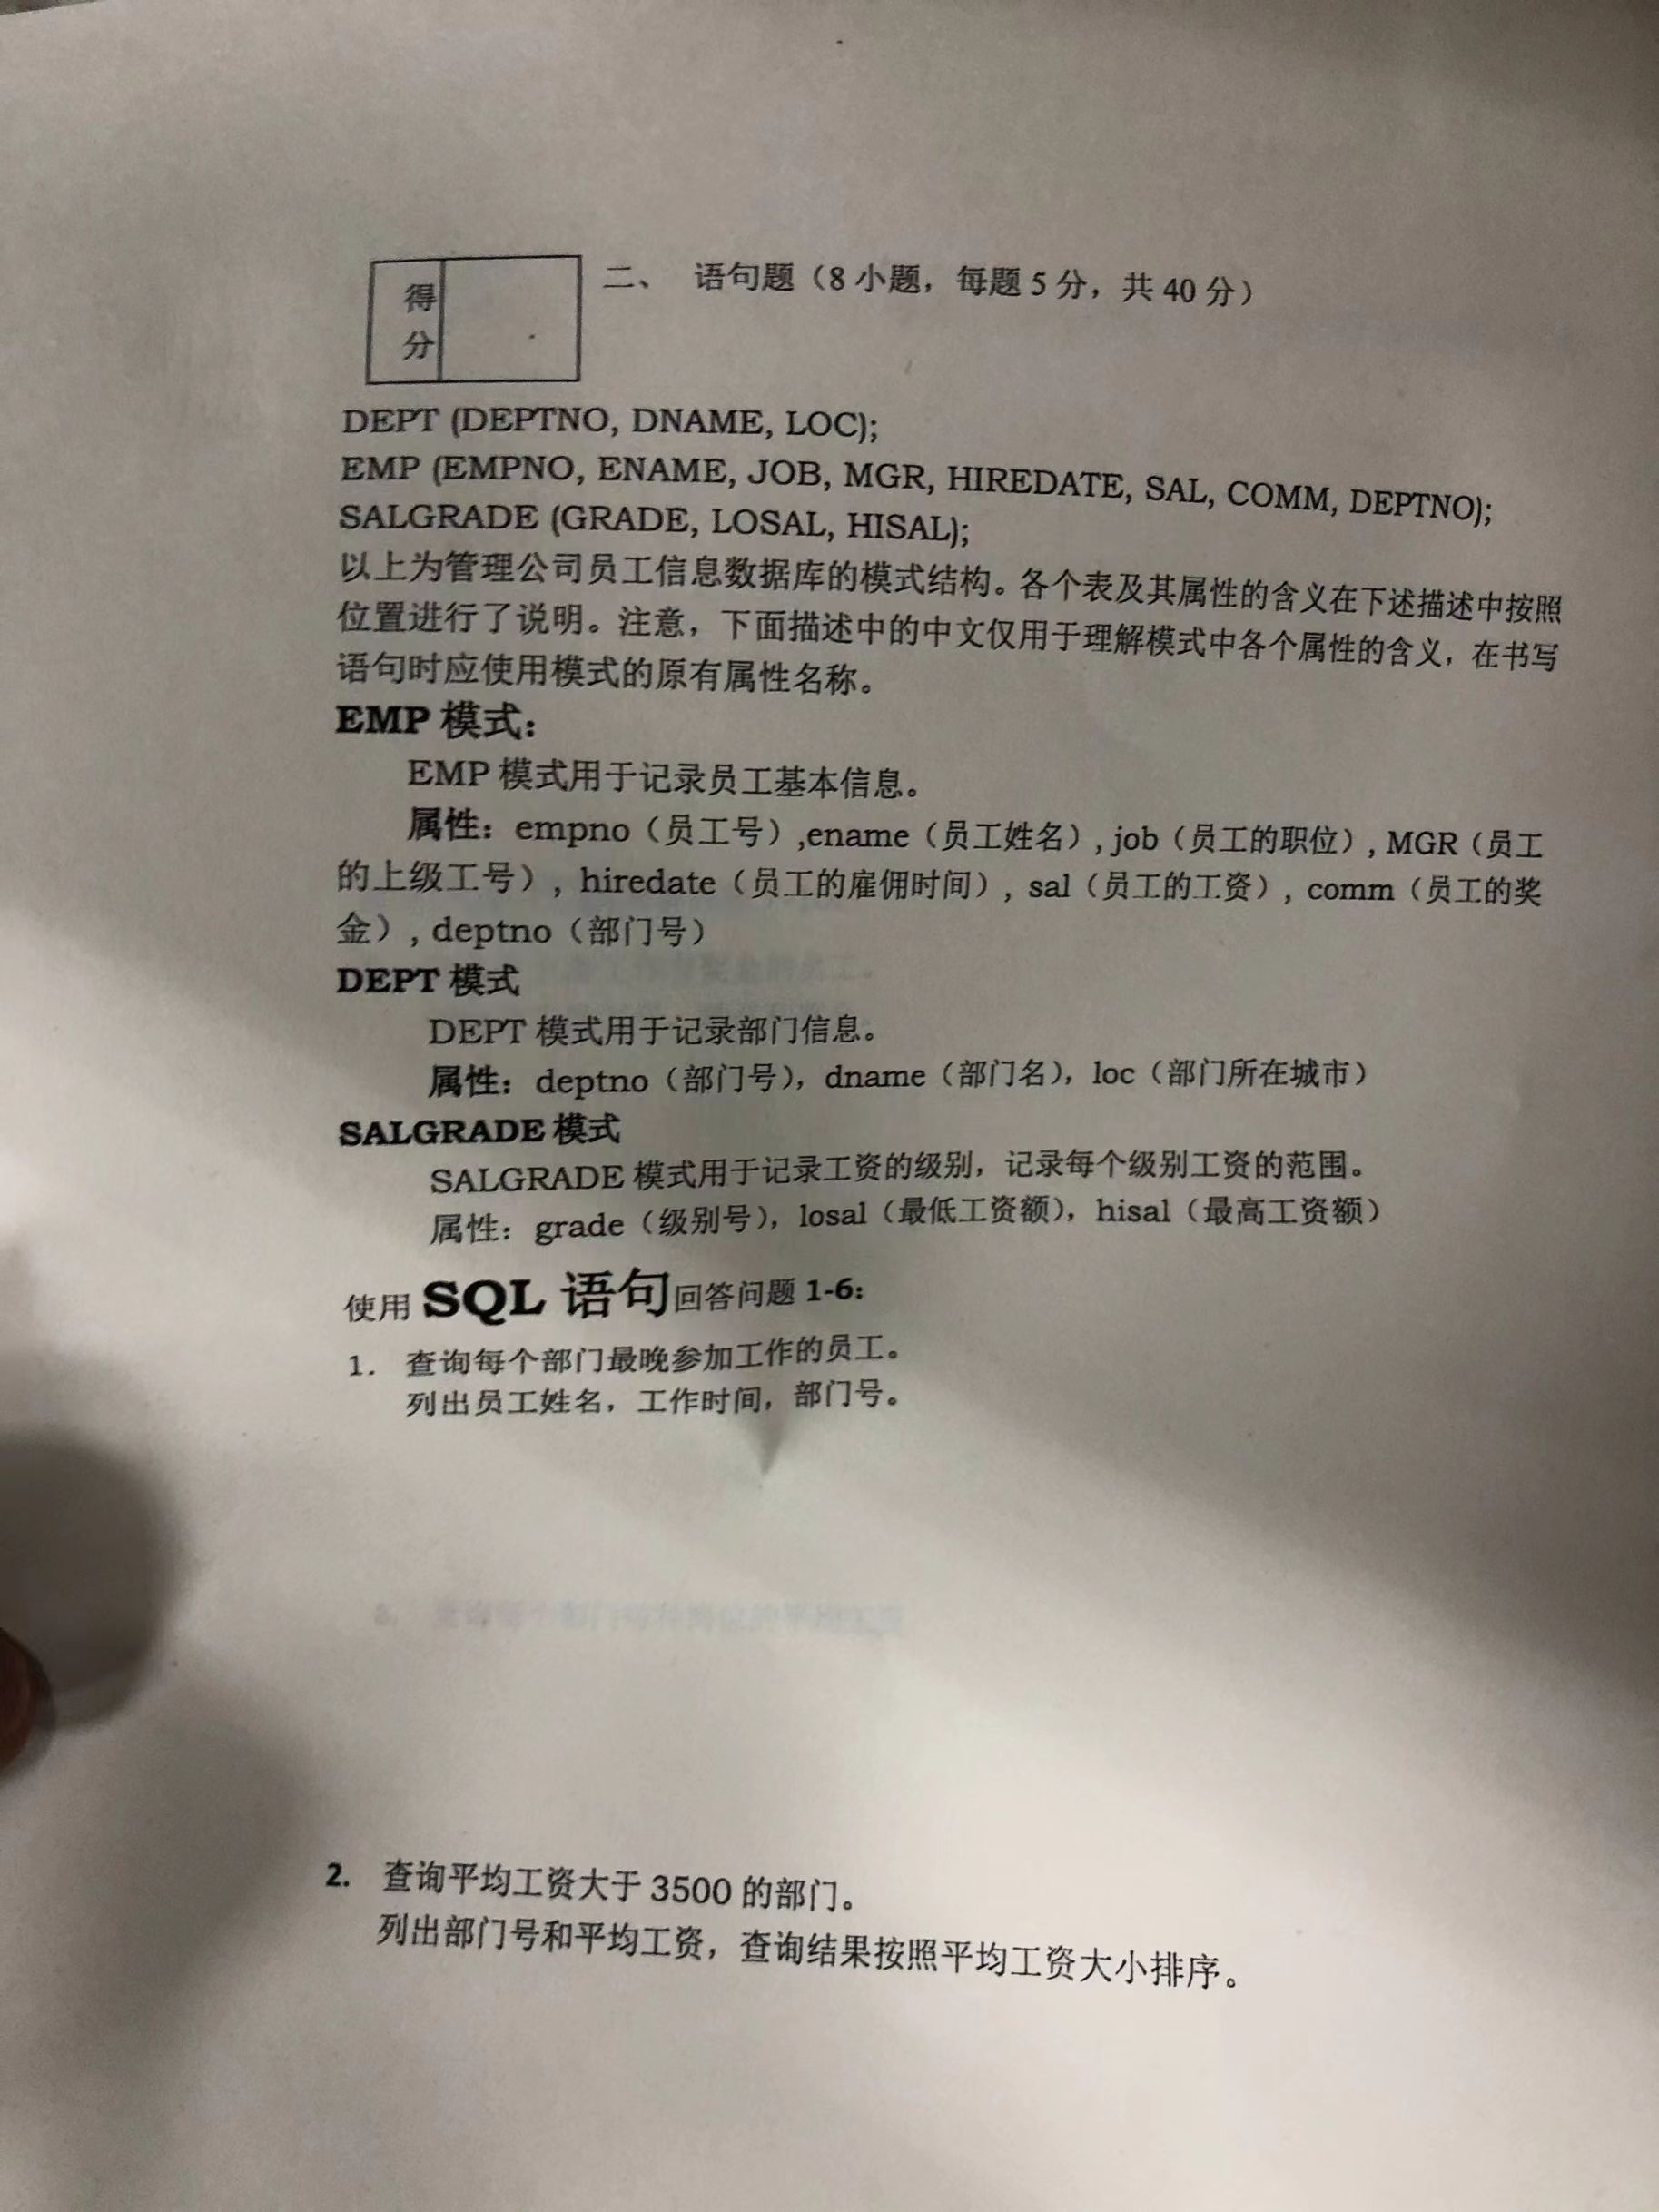 得分
二、 语句题（8 小题，每题 5 分，共 40 分）
DEPT (DEPTNO, DNAME, LOC);
EMP (EMPNO, ENAME, JOB, MGR, HIREDATE, SAL, COMM, DEPTNO);
SALGRADE (GRADE, LOSAL, HISAL);
以上为管理公司员工信息数据库的模式结构。各个表及其属性的含义在下述描述中按照
位置进行了说明。注意，下面描述中的中文仅用于理解模式中各个属性的含义，在书写
语句时应使用模式的原有属性名称。
EMP 模式：
EMP 模式用于记录员工基本信息。
属性：empno（员工号）,ename（员工姓名）, job（员工的职位）, MGR（员工
的上级工号）, hiredate（员工的雇佣时间）, sal（员工的工资）, comm（员工的奖
金）, deptno（部门号）
DEPT 模式
DEPT 模式用于记录部门信息。
属性：deptno（部门号），dname（部门名），loc（部门所在城市）
SALGRADE 模式
SALGRADE 模式用于记录工资的级别，记录每个级别工资的范围。
属性：grade（级别号），losal（最低工资额），hisal（最高工资额）
使用 SQL 语句回答问题 1-6：
1. 查询每个部门最晚参加工作的员工。
列出员工姓名，工作时间，部门号。
2. 查询平均工资大于 3500 的部门。
列出部门号和平均工资，查询结果按照平均工资大小排序。